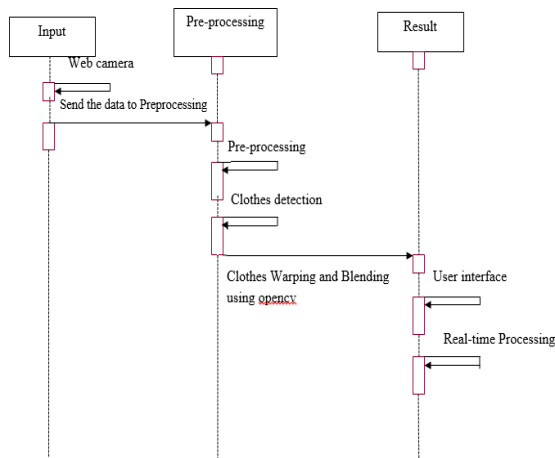 Input
Pre-processing
Result
Web camera
Send the data to Preprocessing
Pre-processing
Clothes detection
Clothes Warping and Blending
using opencv
User interface
Real-time Processing